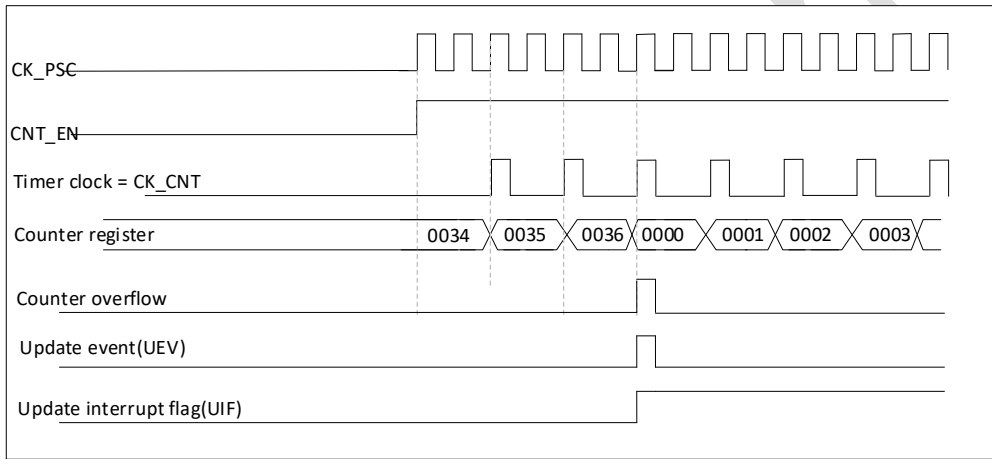 CK_PSC
CNT_EN
Timer clock = CK_CNT
Counter register 0034 0035 0036 0000 0001 0002 0003
Counter overflow
Update event(UEV)
Update interrupt flag(UIF)